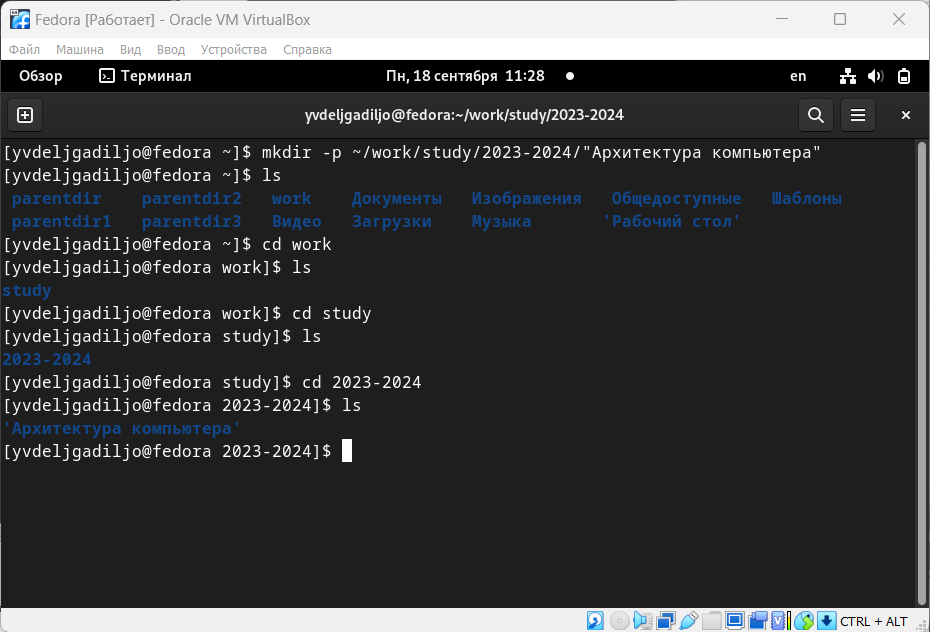 Fedora [Работает] - Oracle VM VirtualBox
Файл Машина Вид Ввод Устройства Справка
Обзор Терминал Пн, 18 сентября 11:28 en
yvdeljgadiljo@fedora:~/work/study/2023-2024
[yvdeljgadiljo@fedora ~]$ mkdir -p ~/work/study/2023-2024/"Архитектура компьютера"
[yvdeljgadiljo@fedora ~]$ ls
parentdir parentdir2 work Документы Изображения Общедоступные Шаблоны
parentdir1 parentdir3 Видео Загрузки Музыка 'Рабочий стол'
[yvdeljgadiljo@fedora ~]$ cd work
[yvdeljgadiljo@fedora work]$ ls
study
[yvdeljgadiljo@fedora work]$ cd study
[yvdeljgadiljo@fedora study]$ ls
2023-2024
[yvdeljgadiljo@fedora study]$ cd 2023-2024
[yvdeljgadiljo@fedora 2023-2024]$ ls
'Архитектура компьютера'
[yvdeljgadiljo@fedora 2023-2024]$
CTRL + ALT